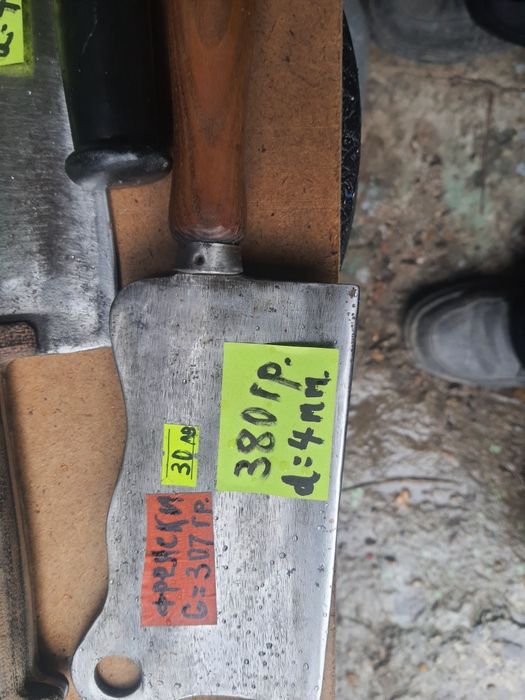 380 гр.
d=4 мм.
30 лв
ФРЕНСКИ
G=307 ГР.